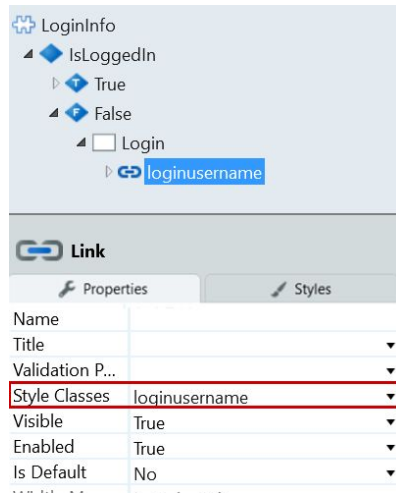 LoginInfo
IsLoggedIn
T True
F False
Login
loginusername
Link
Properties Styles
Name
Title
Validation P...
Style Classes loginusername
Visible True
Enabled True
Is Default No